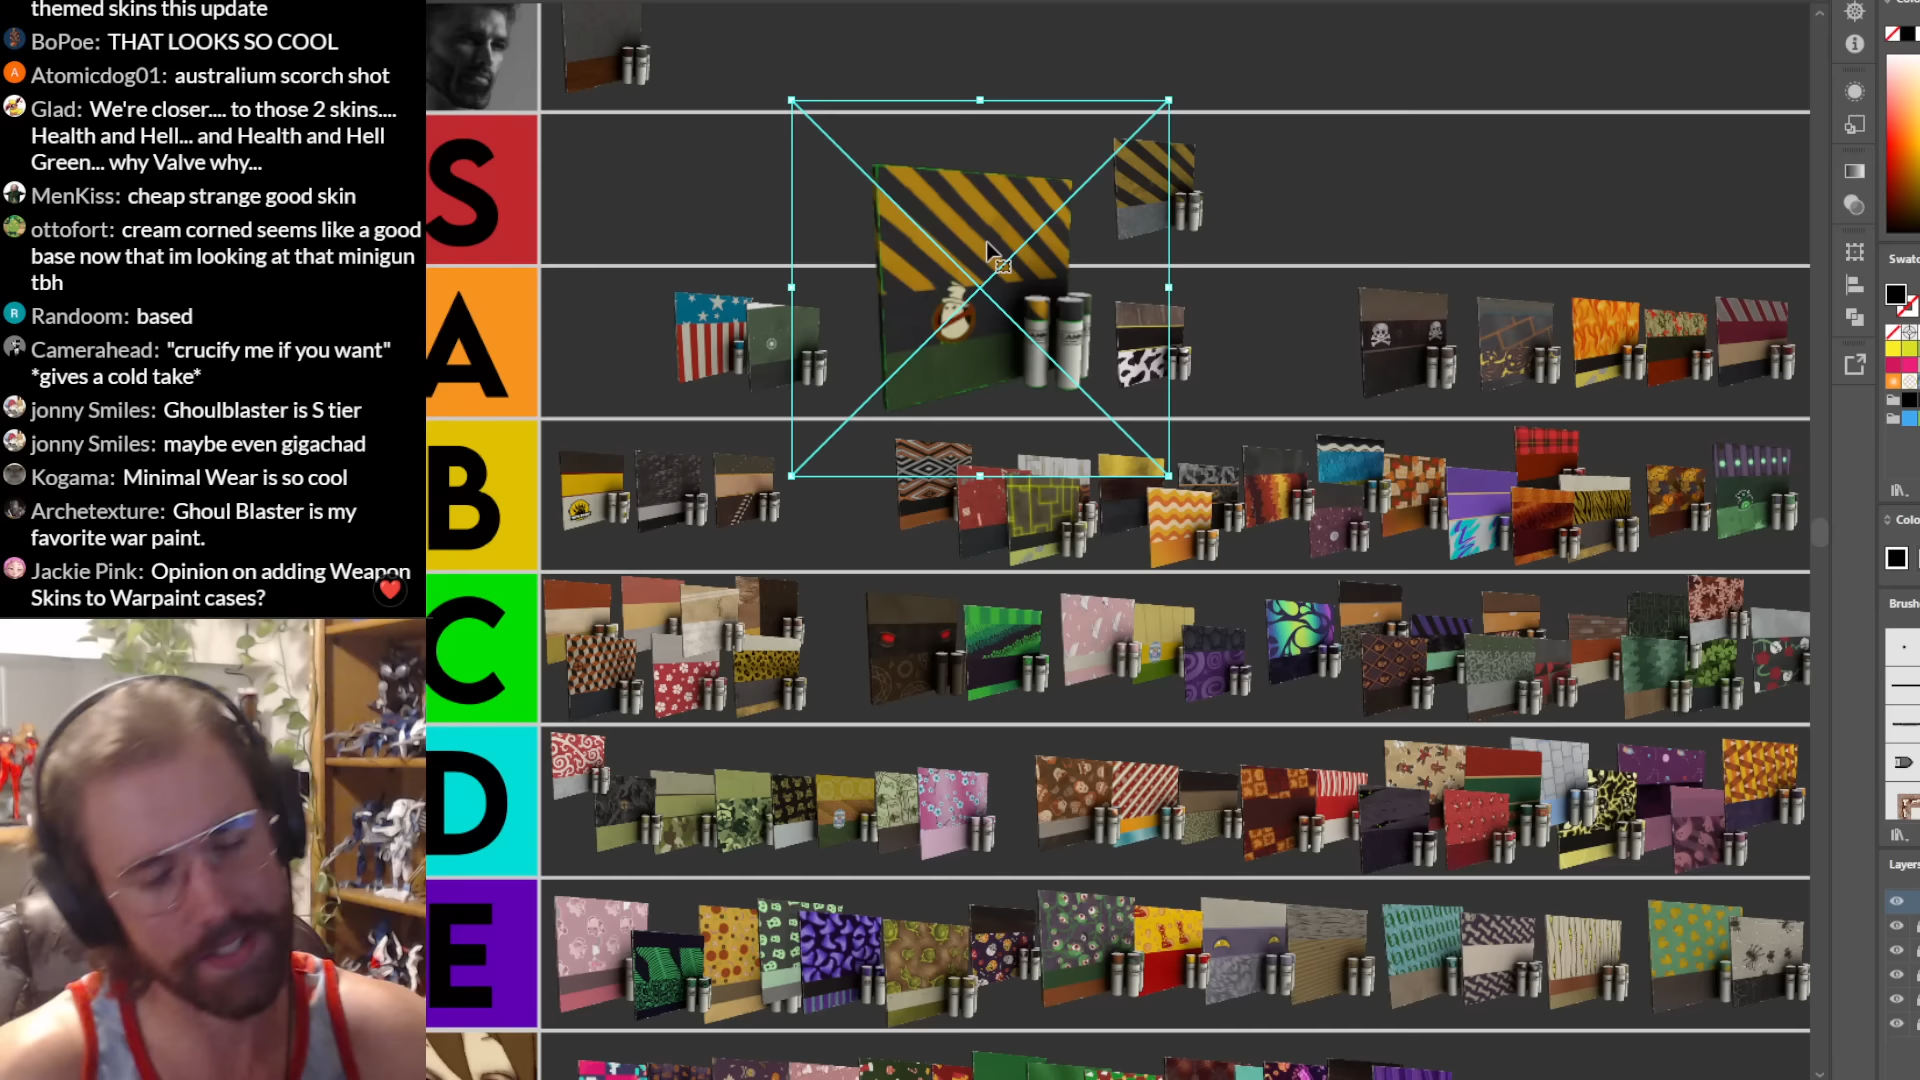 themed skins this update
BoPoe: THAT LOOKS SO COOL
A Atomicdog01: australium scorch shot
Glad: We're closer.... to those 2 skins....
Health and Hell... and Health and Hell
Green... why Valve why...
MenKiss: cheap strange good skin
ottofort: cream corned seems like a good
base now that im looking at that minigun
tbh
R Randoom: based
Camerahead: "crucify me if you want"
*gives a cold take*
jonny Smiles: Ghoulblaster is S tier
jonny Smiles: maybe even gigachad
Kogama: Minimal Wear is so cool
Archetexture: Ghoul Blaster is my
favorite war paint.
Jackie Pink: Opinion on adding Weapon
Skins to Warpaint cases?
S
A
B
C
D
E
Swatc
Colo
Brushe
Layers